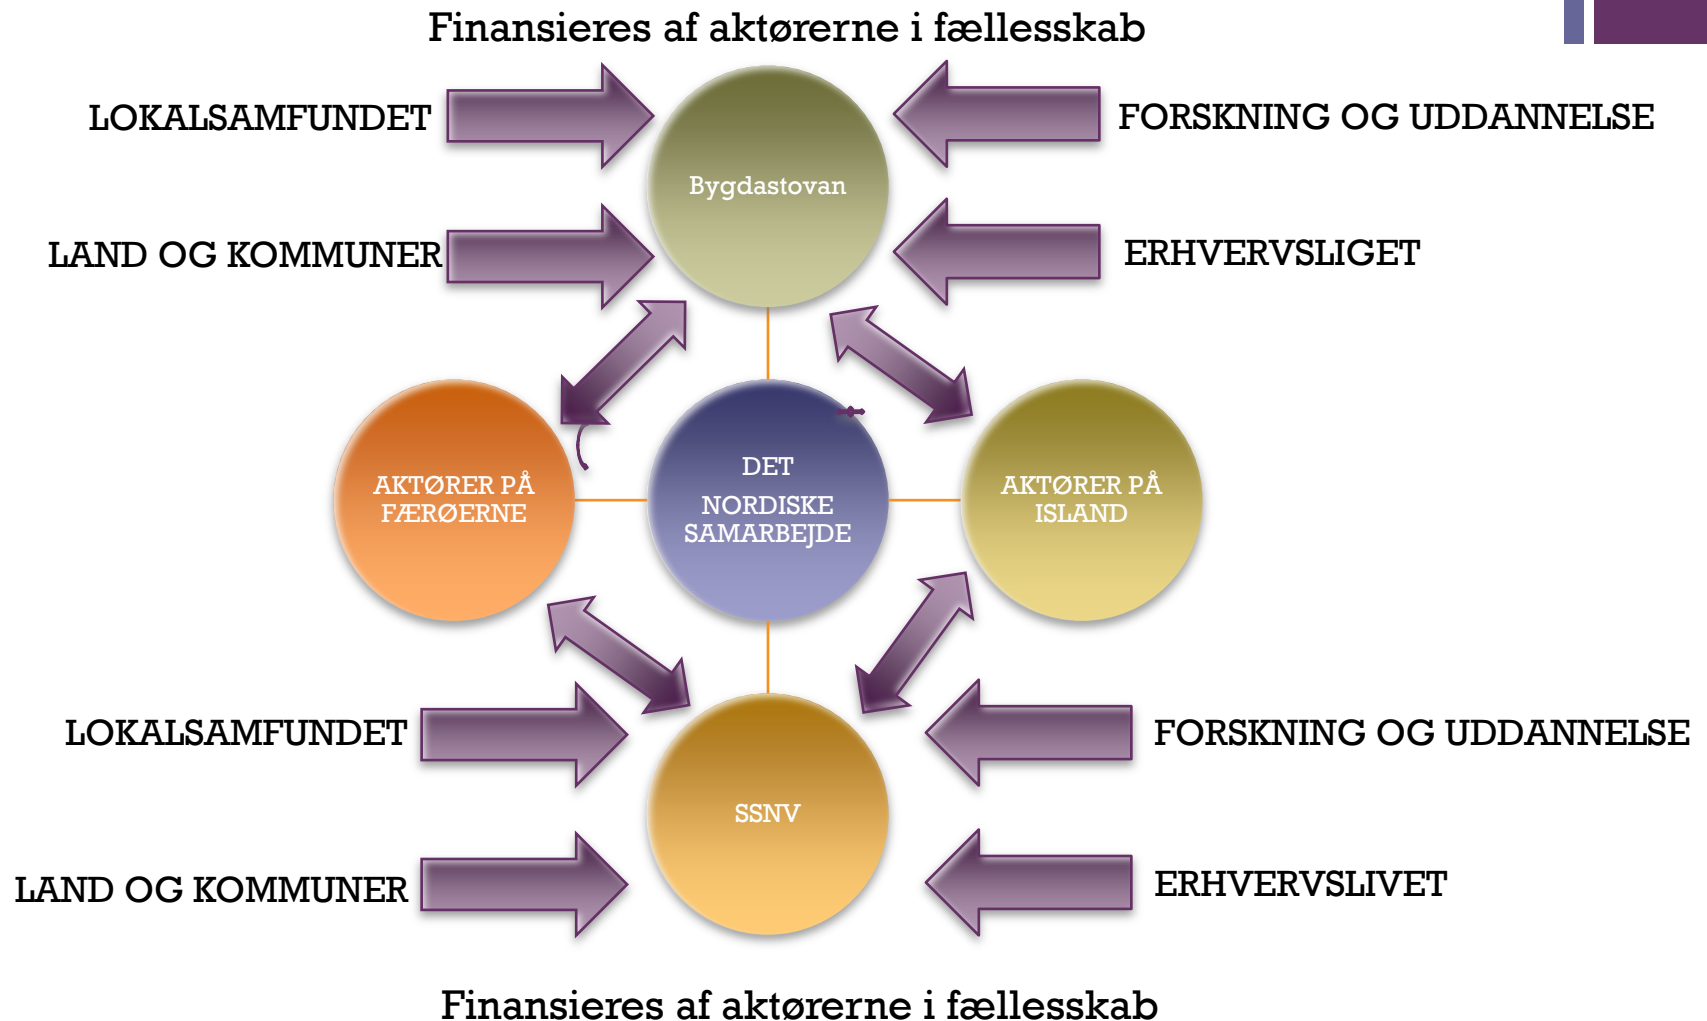 Finansieres af aktørerne i fællesskab
LOKALSAMFUNDET
FORSKNING OG UDDANNELSE
Bygdastovan
LAND OG KOMMUNER
ERHVERVSLIGET
AKTØRER PÅ
FÆRØERNE
DET
NORDISKE
SAMARBEJDE
AKTØRER PÅ
ISLAND
LOKALSAMFUNDET
FORSKNING OG UDDANNELSE
SSNV
LAND OG KOMMUNER
ERHVERVSLIVET
Finansieres af aktørerne i fællesskab